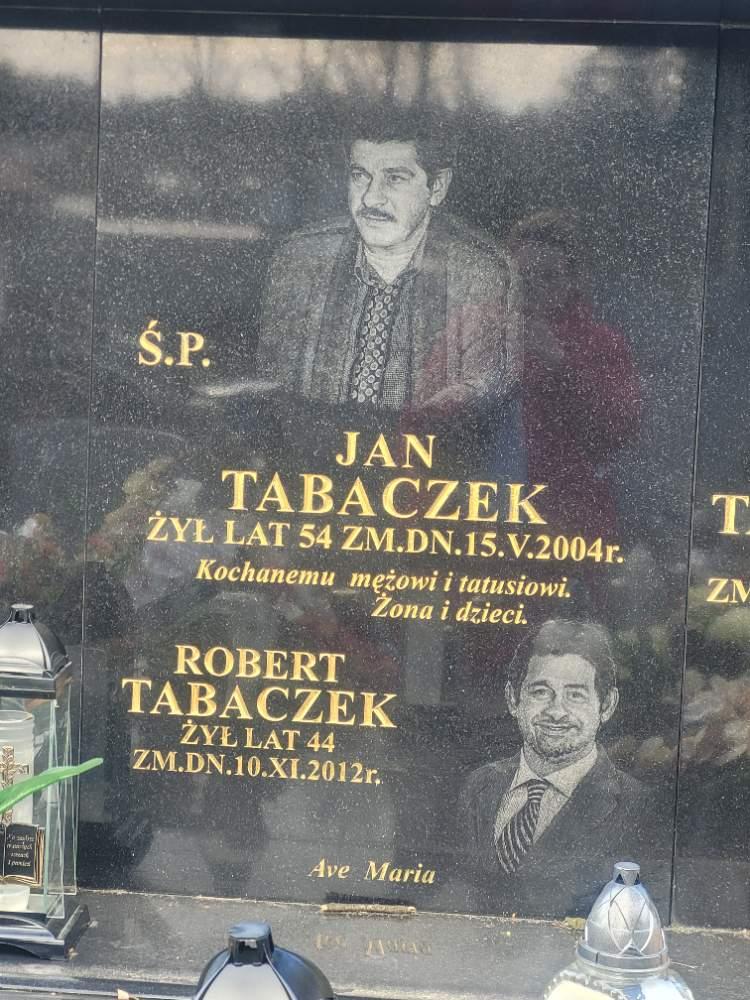 Ś.P.
JAN
TABACZEK
ŻYŁ LAT 54 ZM.DN.15.V.2004r.
Kochanemu mężowi i tatusiowi.
Żona i dzieci.
ROBERT
TABACZEK
ŻYŁ LAT 44
ZM.DN.10.XI.2012r.
Ave Maria
T
ZM